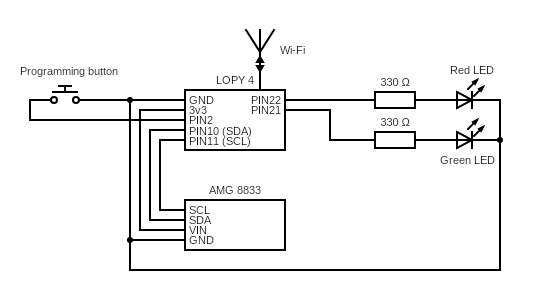 Wi-Fi
Programming button
LOPY 4
330 Ω
Red LED
GND
3v3
PIN2
PIN10 (SDA)
PIN11 (SCL)
PIN22
PIN21
330 Ω
Green LED
AMG 8833
SCL
SDA
VIN
GND